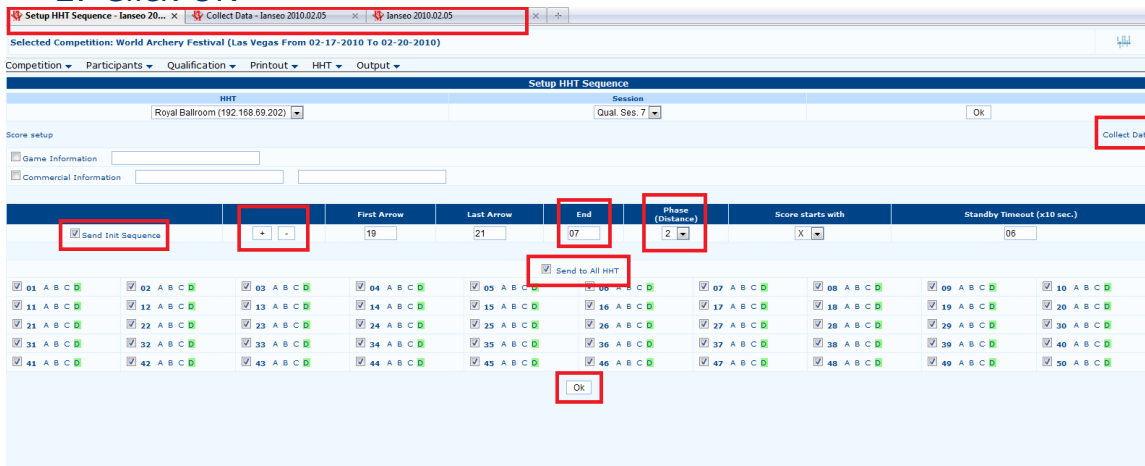 Setup HHT Sequence - Ianseo 20... × Collect Data - Ianseo 2010.02.05 × Ianseo 2010.02.05 ×
Selected Competition: World Archery Festival (Las Vegas From 02-17-2010 To 02-20-2010)
Competition Participants Qualification Printout HHT Output
Setup HHT Sequence
HHT Session
Royal Ballroom (192.168.69.202) Qual. Ses. 7 Ok
Score setup Collect Dat
Game Information
Commercial Information
First Arrow Last Arrow End Phase (Distance) Score starts with Standby Timeout (x10 sec.)
Send Init Sequence + - 19 21 07 2 X 06
Send to All HHT
01 A B C D 02 A B C D 03 A B C D 04 A B C D 05 A B C D 06 A B C D 07 A B C D 08 A B C D 09 A B C D 10 A B C D
11 A B C D 12 A B C D 13 A B C D 14 A B C D 15 A B C D 16 A B C D 17 A B C D 18 A B C D 19 A B C D 20 A B C D
21 A B C D 22 A B C D 23 A B C D 24 A B C D 25 A B C D 26 A B C D 27 A B C D 28 A B C D 29 A B C D 30 A B C D
31 A B C D 32 A B C D 33 A B C D 34 A B C D 35 A B C D 36 A B C D 37 A B C D 38 A B C D 39 A B C D 40 A B C D
41 A B C D 42 A B C D 43 A B C D 44 A B C D 45 A B C D 46 A B C D 47 A B C D 48 A B C D 49 A B C D 50 A B C D
Ok